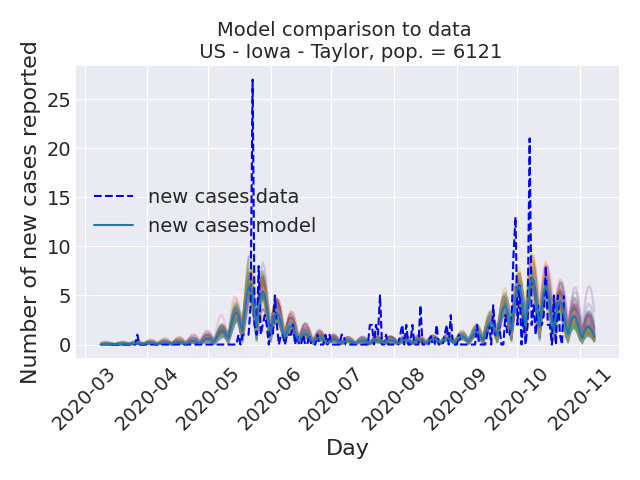 Model comparison to data
US - Iowa - Taylor, pop. = 6121
Number of new cases reported
25
20
15
10
5
0
new cases data
new cases model
2020-03
2020-04
2020-05
2020-06
2020-07
2020-08
2020-09
2020-10
2020-11
Day